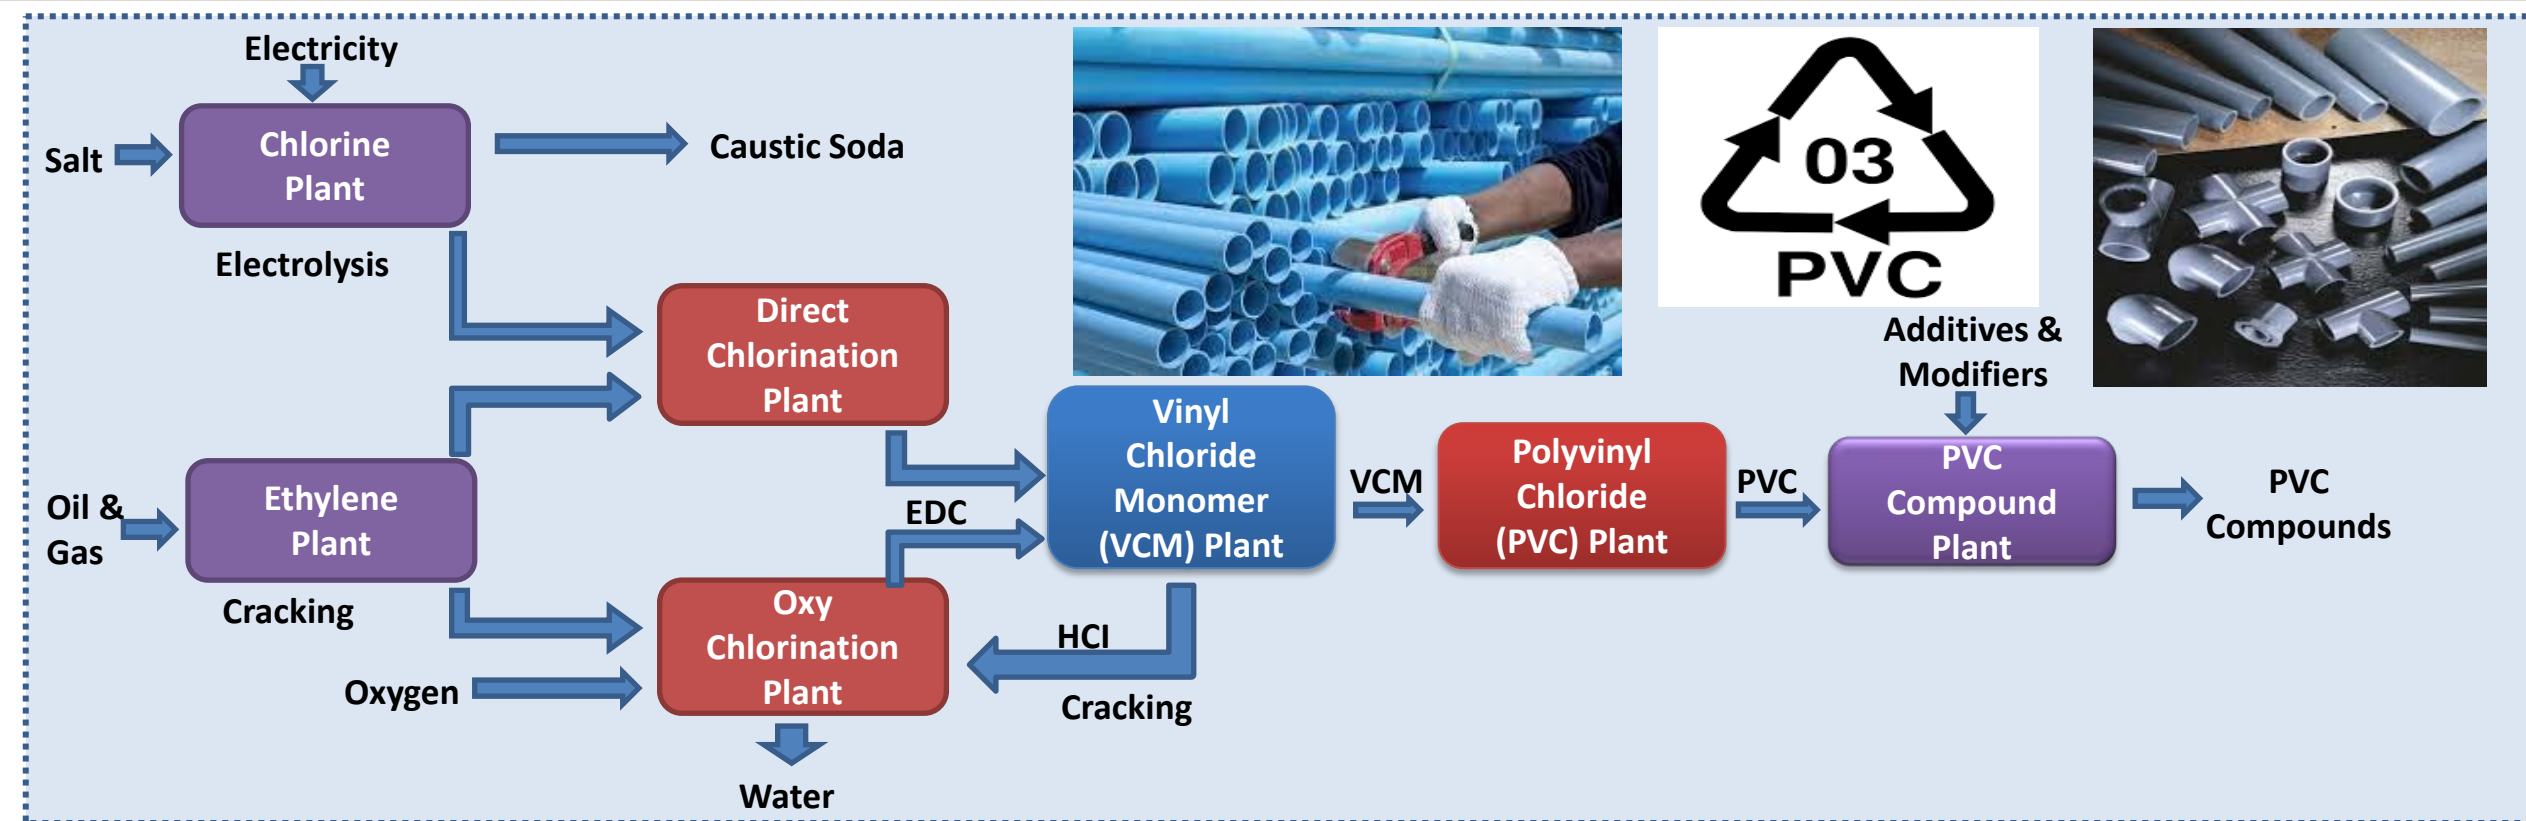 Electricity
Salt
Chlorine
Plant
Caustic Soda
Electrolysis
Direct
Chlorination
Plant
Oil &
Gas
Ethylene
Plant
Cracking
Oxygen
Oxy
Chlorination
Plant
Water
EDC
Vinyl
Chloride
Monomer
(VCM) Plant
HCI
Cracking
VCM
Polyvinyl
Chloride
(PVC) Plant
PVC
03
PVC
Additives &
Modifiers
PVC
Compound
Plant
PVC
Compounds